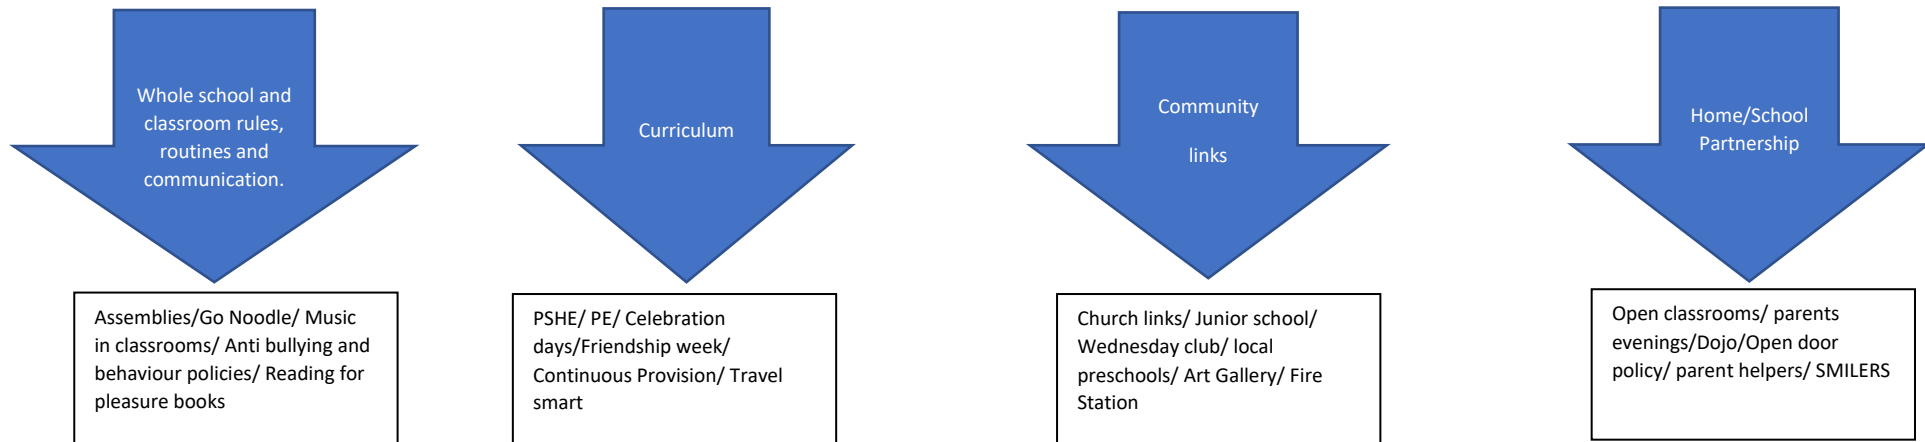 Whole school and
classroom rules,
routines and
communication.
Curriculum
Community
links
Home/School
Partnership
Assemblies/Go Noodle/ Music
in classrooms/ Anti bullying and
behaviour policies/ Reading for
pleasure books
PSHE/ PE/ Celebration
days/Friendship week/
Continuous Provision/ Travel
smart
Church links/ Junior school/
Wednesday club/ local
preschools/ Art Gallery/ Fire
Station
Open classrooms/ parents
evenings/Dojo/Open door
policy/ parent helpers/ SMILERS